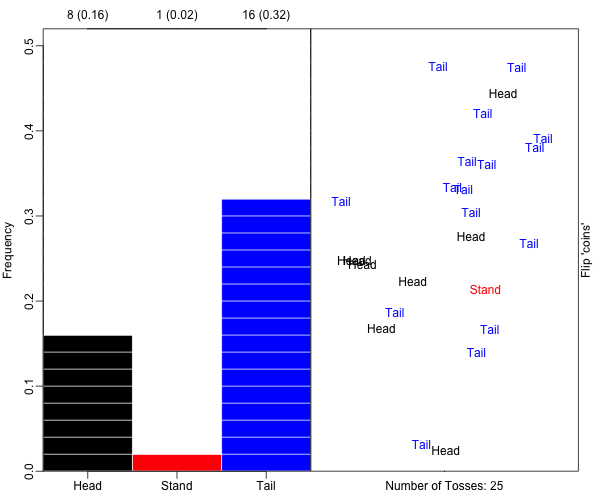 8 (0.16)
1 (0.02)
16 (0.32)
Frequency
0.5
0.4
0.3
0.2
0.1
0.0
Head
Stand
Tail
Tail
Tail
Head
Tail
Tail
Tail
Tail
Tail
Tail
Tail
Tail
Tail
Head
Tail
Head
Head
Head
Head
Stand
Tail
Head
Tail
Tail
Tail
Head
Flip 'coins'
Number of Tosses: 25